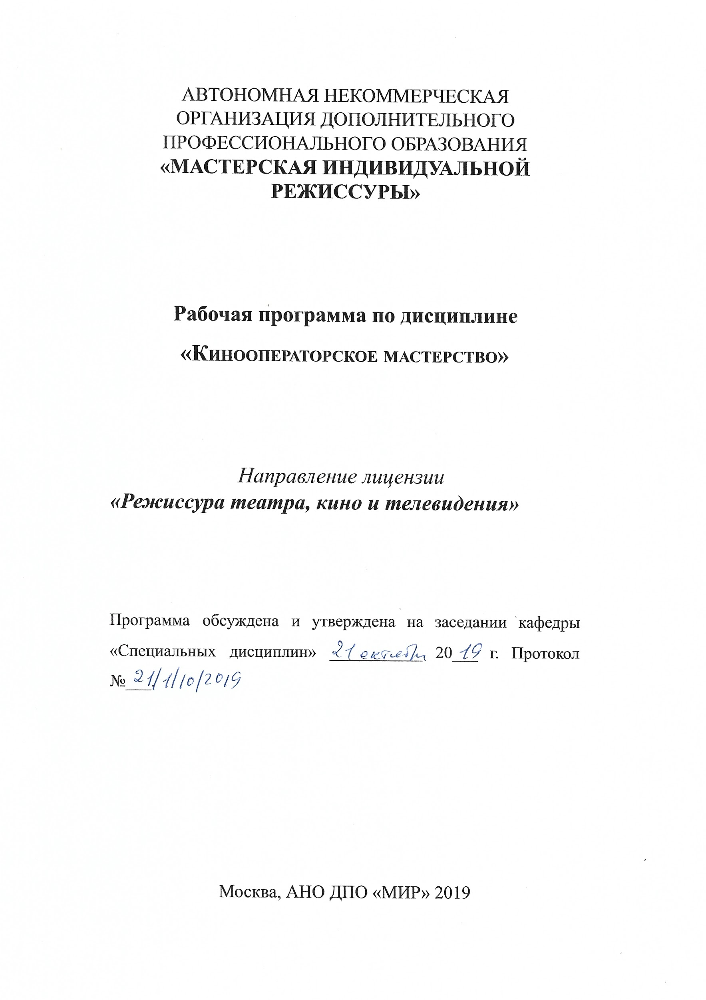 АВТОНОМНАЯ НЕКОММЕРЧЕСКАЯ
ОРГАНИЗАЦИЯ ДОПОЛНИТЕЛЬНОГО
ПРОФЕССИОНАЛЬНОГО ОБРАЗОВАНИЯ
«МАСТЕРСКАЯ ИНДИВИДУАЛЬНОЙ
РЕЖИССУРЫ»
Рабочая программа по дисциплине
«КИНООПЕРАТОРСКОЕ МАСТЕРСТВО»
Направление лицензии
«Режиссура театра, кино и телевидения»
Программа обсуждена и утверждена на заседании кафедры
«Специальных дисциплин» 21 октября 2019 г. Протокол
№ 21/1/10/2019
Москва, АНО ДПО «МИР» 2019